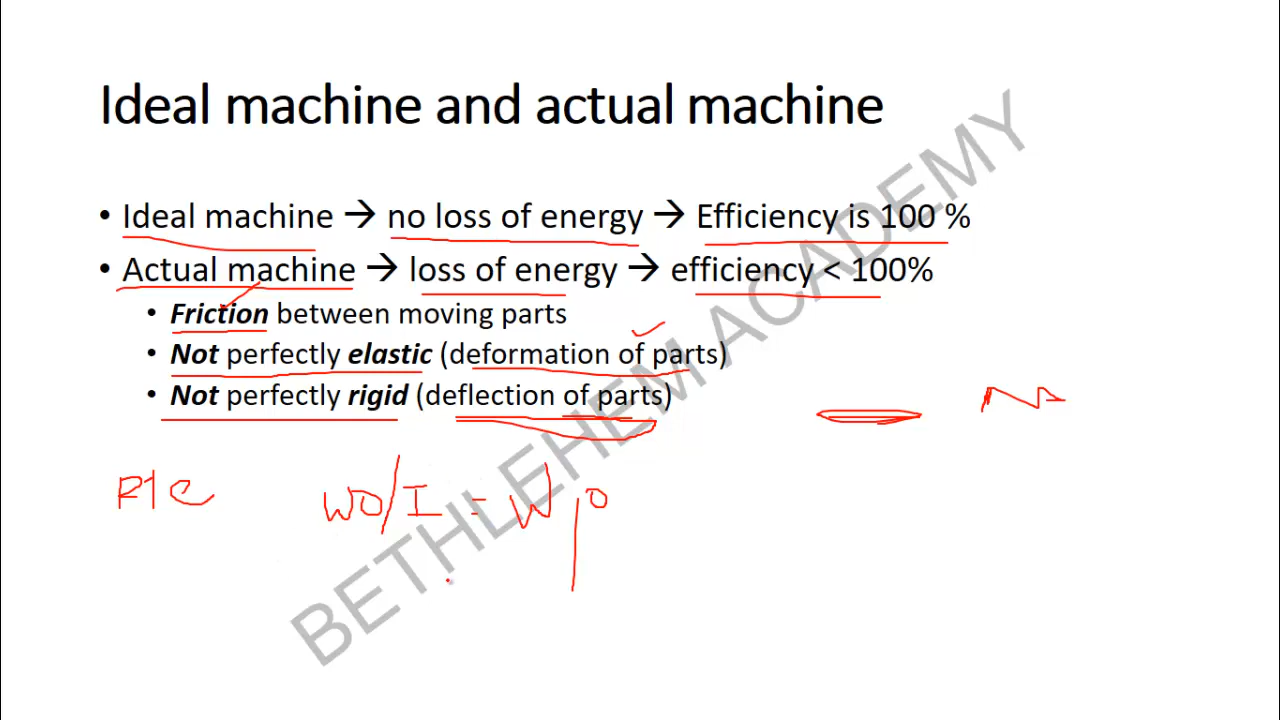 Ideal machine and actual machine
• Ideal machine → no loss of energy → Efficiency is 100 %
• Actual machine → loss of energy → efficiency < 100%
• Friction between moving parts
• Not perfectly elastic (deformation of parts)
• Not perfectly rigid (deflection of parts)
WO/I = W
BETHLEHEM ACADEMY